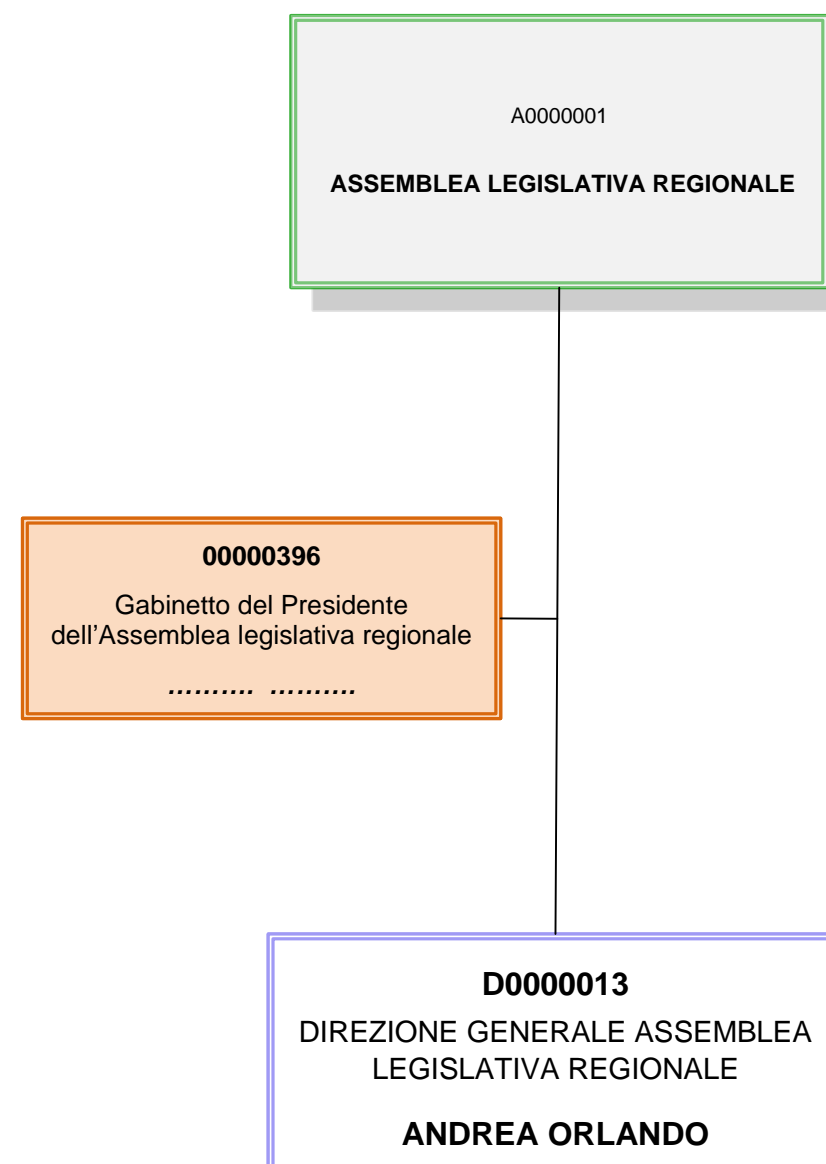 A0000001
ASSEMBLEA LEGISLATIVA REGIONALE
00000396
Gabinetto del Presidente
dell’Assemblea legislativa regionale
………. ……….
D0000013
DIREZIONE GENERALE ASSEMBLEA
LEGISLATIVA REGIONALE
ANDREA ORLANDO